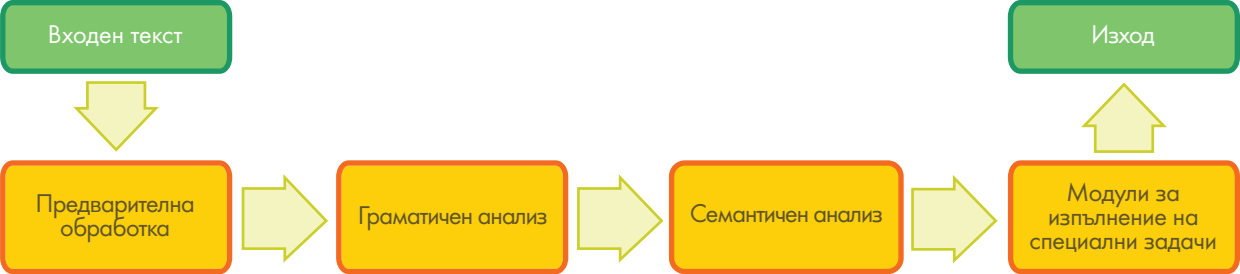 Входен текст
Изход
Предварителна
обработка
Граматичен анализ
Семантичен анализ
Модули за
изпълнение на
специални задачи